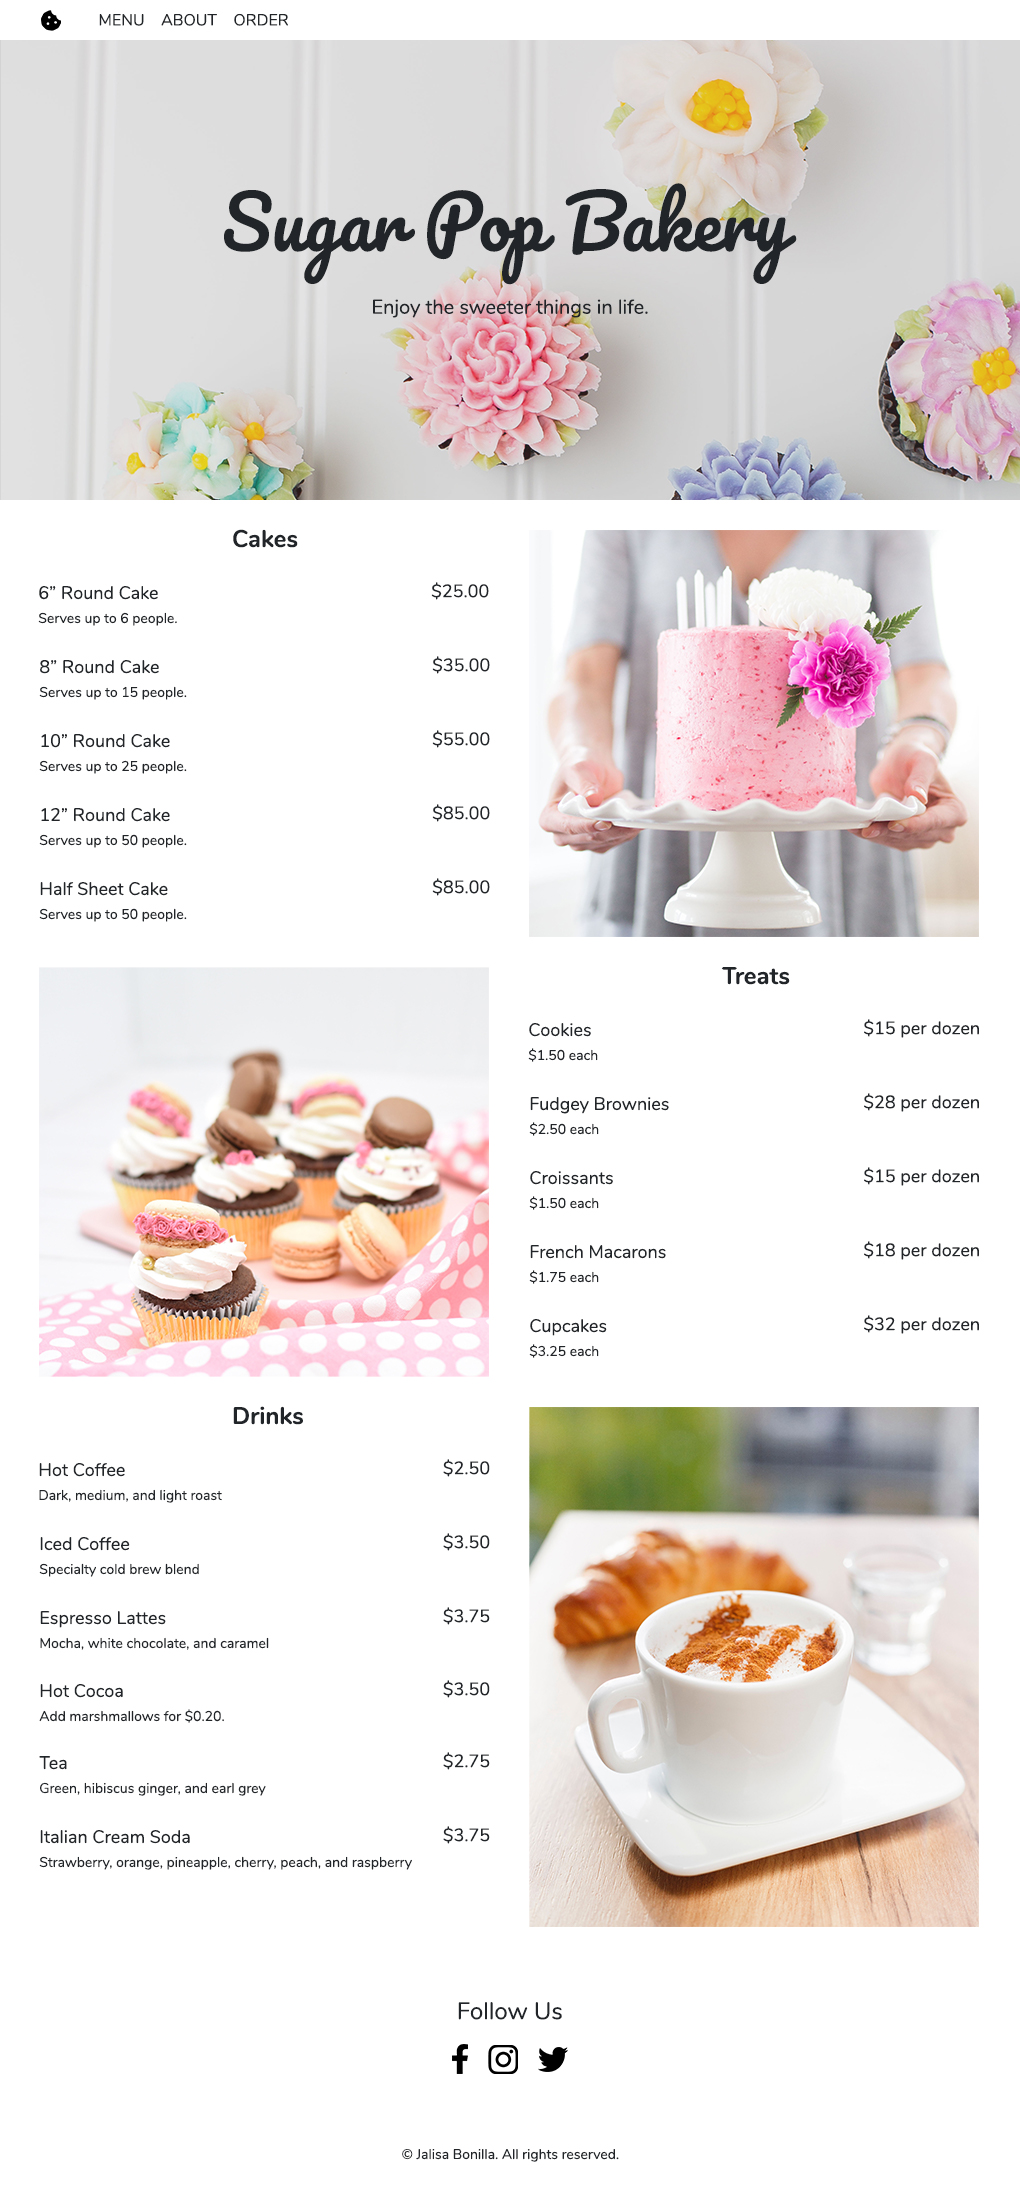 MENU ABOUT ORDER
Sugar Pop Bakery
Enjoy the sweeter things in life.
Cakes
6” Round Cake $25.00
Serves up to 6 people.
8” Round Cake $35.00
Serves up to 15 people.
10” Round Cake $55.00
Serves up to 25 people.
12” Round Cake $85.00
Serves up to 50 people.
Half Sheet Cake $85.00
Serves up to 50 people.
Treats
Cookies $15 per dozen
$1.50 each
Fudgey Brownies $28 per dozen
$2.50 each
Croissants $15 per dozen
$1.50 each
French Macarons $18 per dozen
$1.75 each
Cupcakes $32 per dozen
$3.25 each
Drinks
Hot Coffee $2.50
Dark, medium, and light roast
Iced Coffee $3.50
Specialty cold brew blend
Espresso Lattes $3.75
Mocha, white chocolate, and caramel
Hot Cocoa $3.50
Add marshmallows for $0.20.
Tea $2.75
Green, hibiscus ginger, and earl grey
Italian Cream Soda $3.75
Strawberry, orange, pineapple, cherry, peach, and raspberry
Follow Us
© Jalisa Bonilla. All rights reserved.